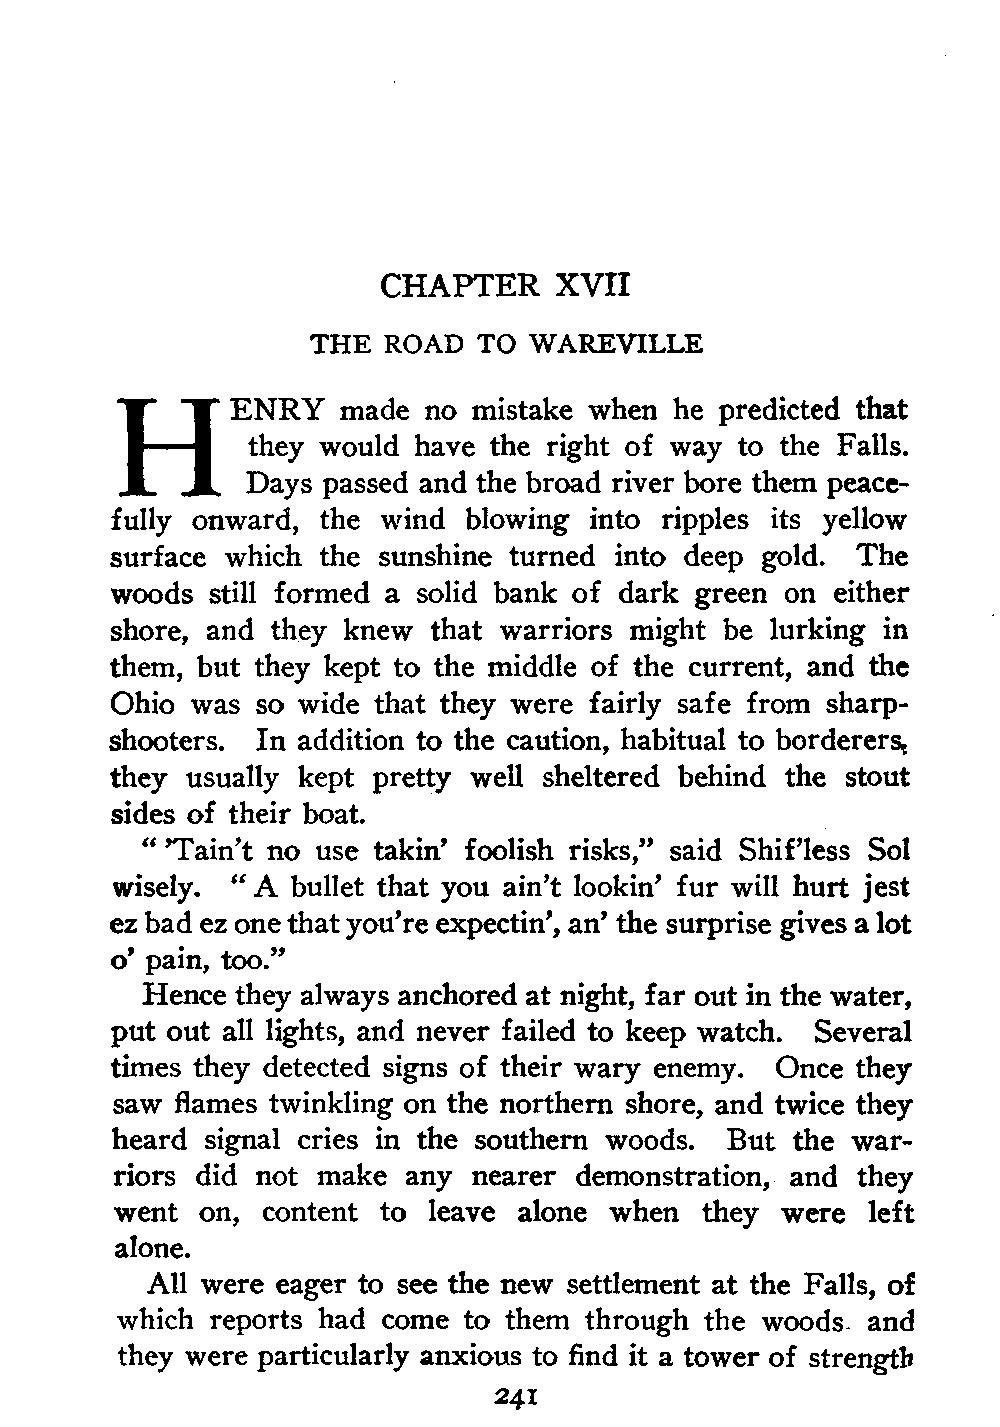 CHAPTER XVII
THE ROAD TO WAREVILLE
HENRY made no mistake when he predicted that
they would have the right of way to the Falls.
Days passed and the broad river bore them peace-
fully onward, the wind blowing into ripples its yellow
surface which the sunshine turned into deep gold. The
woods still formed a solid bank of dark green on either
shore, and they knew that warriors might be lurking in
them, but they kept to the middle of the current, and the
Ohio was so wide that they were fairly safe from sharp-
shooters. In addition to the caution, habitual to borderers,
they usually kept pretty well sheltered behind the stout
sides of their boat.
“ ’Tain’t no use takin’ foolish risks,” said Shif’less Sol
wisely. “ A bullet that you ain’t lookin’ fur will hurt jest
ez bad ez one that you’re expectin’, an’ the surprise gives a lot
o’ pain, too.”
Hence they always anchored at night, far out in the water,
put out all lights, and never failed to keep watch. Several
times they detected signs of their wary enemy. Once they
saw flames twinkling on the northern shore, and twice they
heard signal cries in the southern woods. But the war-
riors did not make any nearer demonstration, and they
went on, content to leave alone when they were left
alone.
All were eager to see the new settlement at the Falls, of
which reports had come to them through the woods. and
they were particularly anxious to find it a tower of strength
241